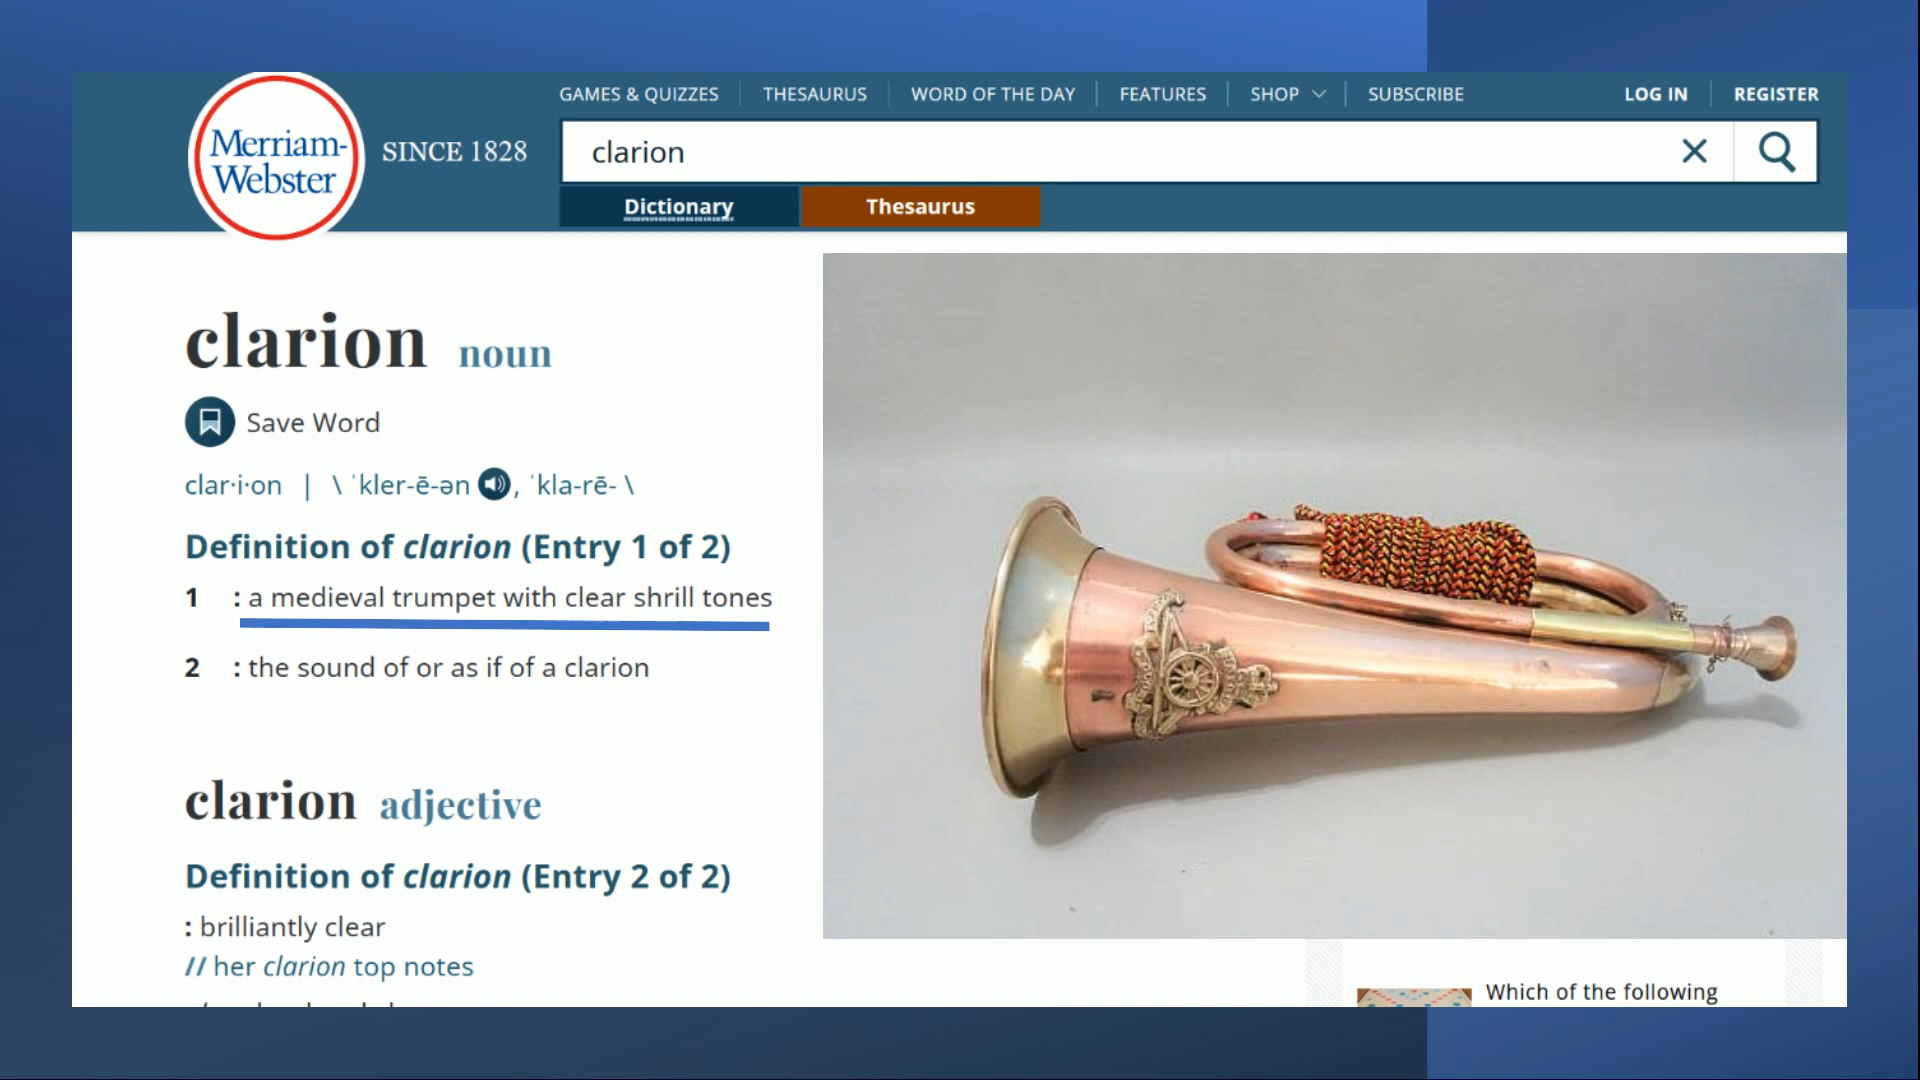 GAMES & QUIZZES THESAURUS WORD OF THE DAY FEATURES SHOP SUBSCRIBE LOG IN REGISTER
Merriam-
Webster
SINCE 1828
clarion
Dictionary Thesaurus
clarion noun
Save Word
clar·i·on | \ ˈkler-ē-ən , ˈkla-rē- \
Definition of clarion (Entry 1 of 2)
1 : a medieval trumpet with clear shrill tones
2 : the sound of or as if of a clarion
clarion adjective
Definition of clarion (Entry 2 of 2)
: brilliantly clear
// her clarion top notes
Which of the following